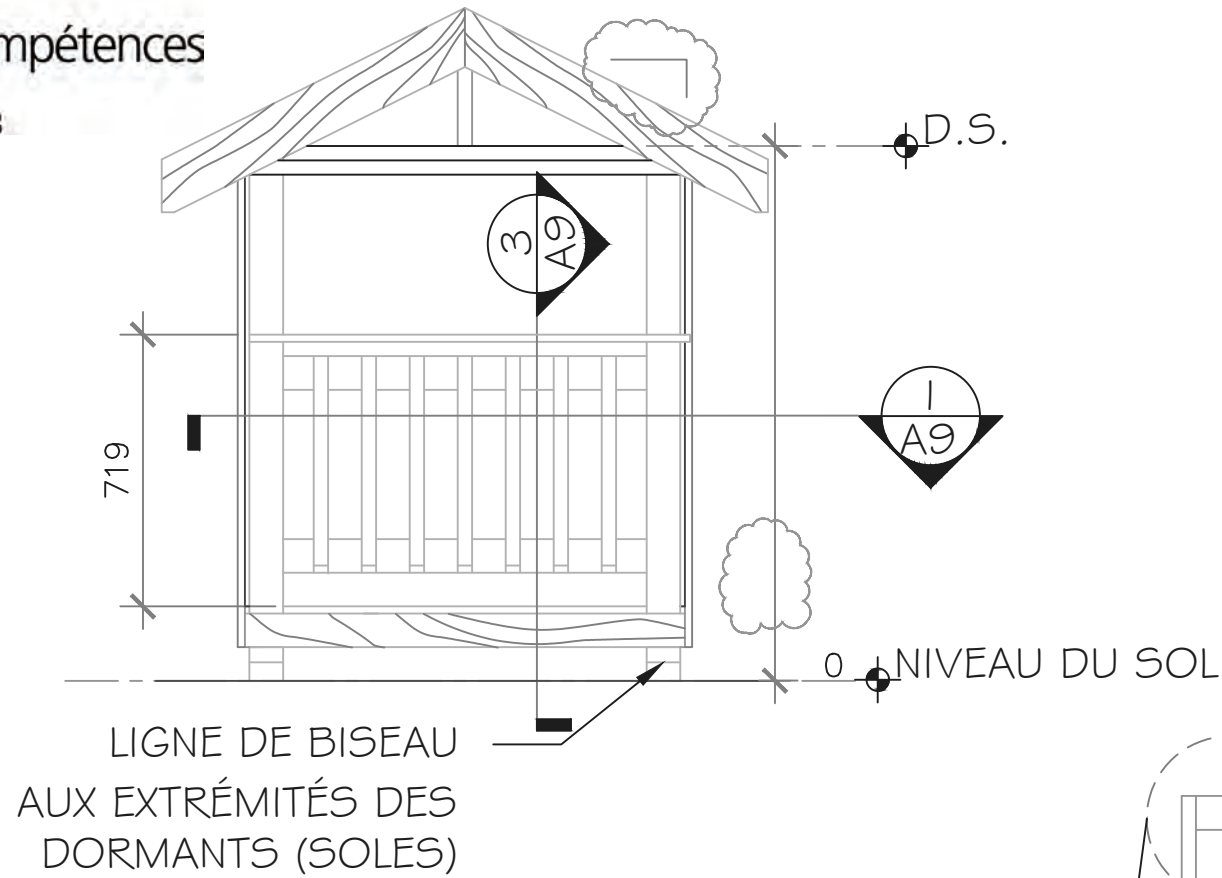 mpétences
D.S.
3
A9
1
A9
719
0 NIVEAU DU SOL
LIGNE DE BISEAU
AUX EXTRÉMITÉS DES
DORMANTS (SOLES)